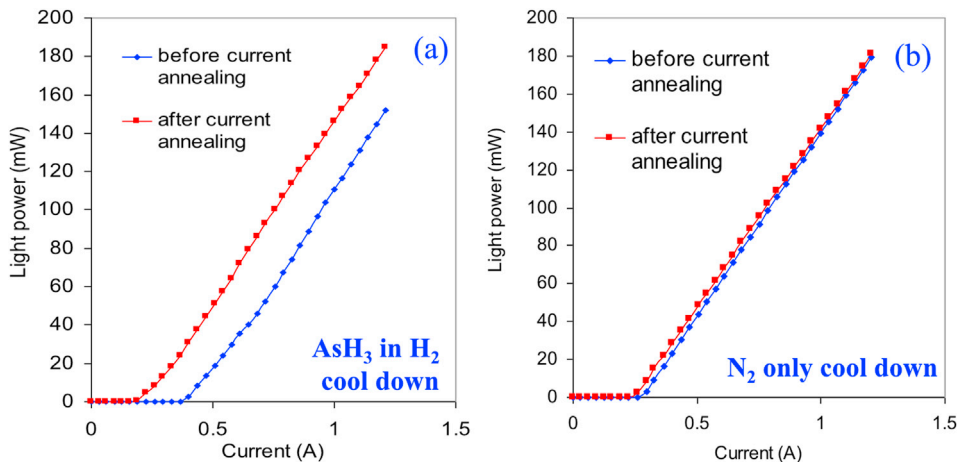 200
180
160
140
120
100
80
60
40
20
0
Light power (mW)
(a)
before current
annealing
after current
annealing
AsH3 in H2
cool down
0
0.5
1
1.5
Current (A)
200
180
160
140
120
100
80
60
40
20
0
Light power (mW)
(b)
before current
annealing
after current
annealing
N2 only cool down
0
0.5
1
1.5
Current (A)